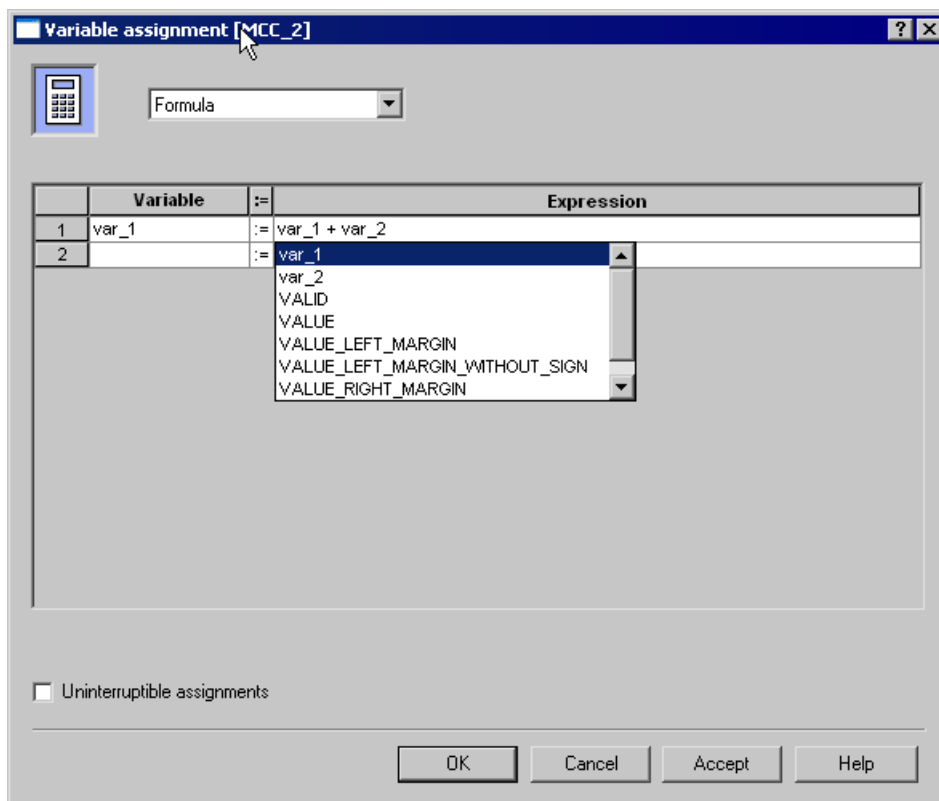 Variable assignment [MCC_2]
Formula
Variable := Expression
1 var_1 := var_1 + var_2
2 := var_1
var_2
VALID
VALUE
VALUE_LEFT_MARGIN
VALUE_LEFT_MARGIN_WITHOUT_SIGN
VALUE_RIGHT_MARGIN
Uninterruptible assignments
OK Cancel Accept Help